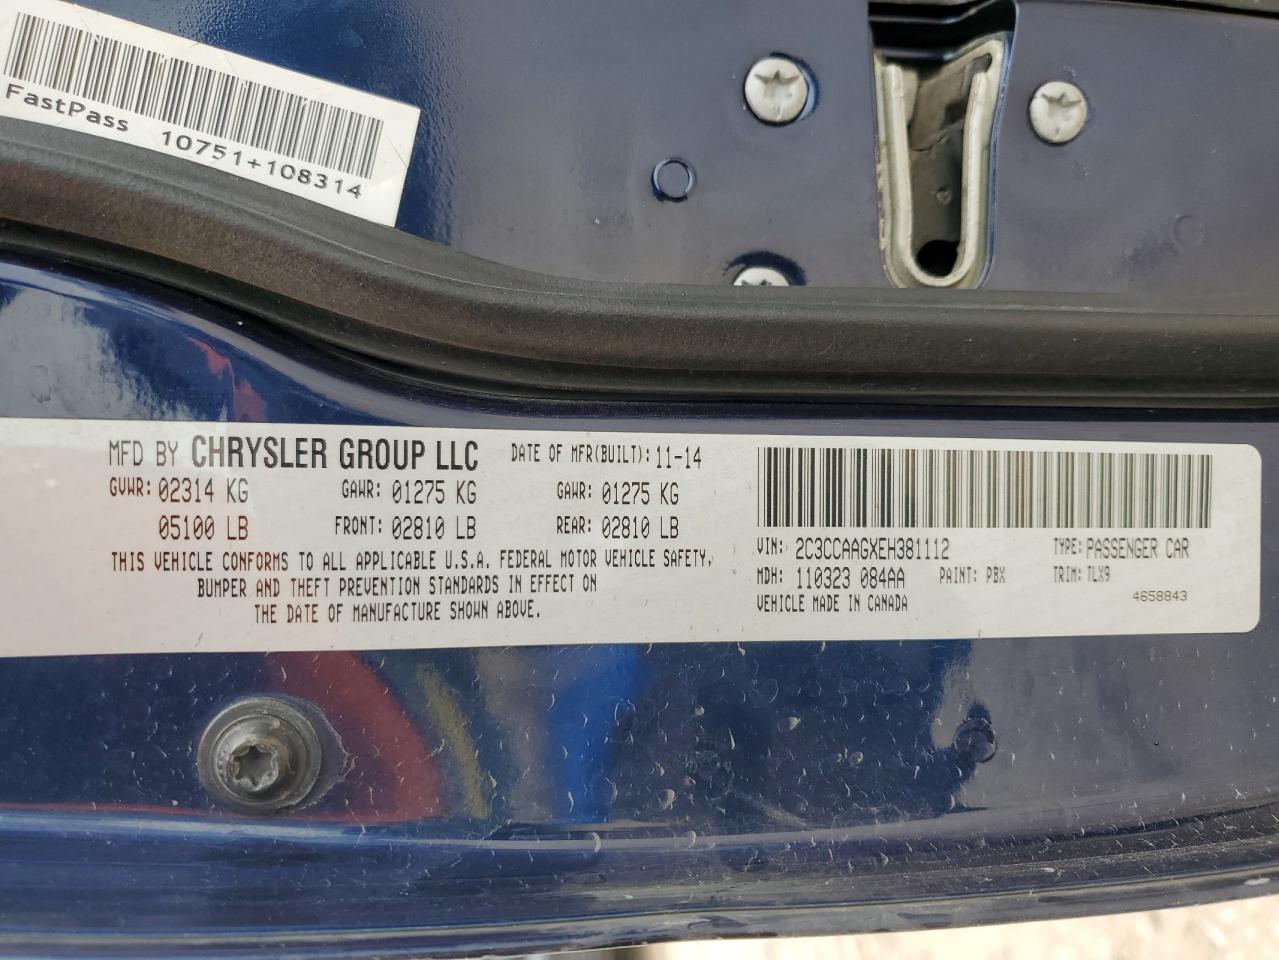 FastPass 10751+108314
MFD BY CHRYSLER GROUP LLC DATE OF MFR(BUILT): 11-14
GVWR: 02314 KG GAWR: 01275 KG GAWR: 01275 KG
05100 LB FRONT: 02810 LB REAR: 02810 LB
THIS VEHICLE CONFORMS TO ALL APPLICABLE U.S.A. FEDERAL MOTOR VEHICLE SAFETY,
BUMPER AND THEFT PREVENTION STANDARDS IN EFFECT ON
THE DATE OF MANUFACTURE SHOWN ABOVE.
VIN: 2C3CCAAGXEH381112 TYPE: PASSENGER CAR
MDH: 110323 084AA PAINT: PBX TRIM: TLX9
VEHICLE MADE IN CANADA 4658843